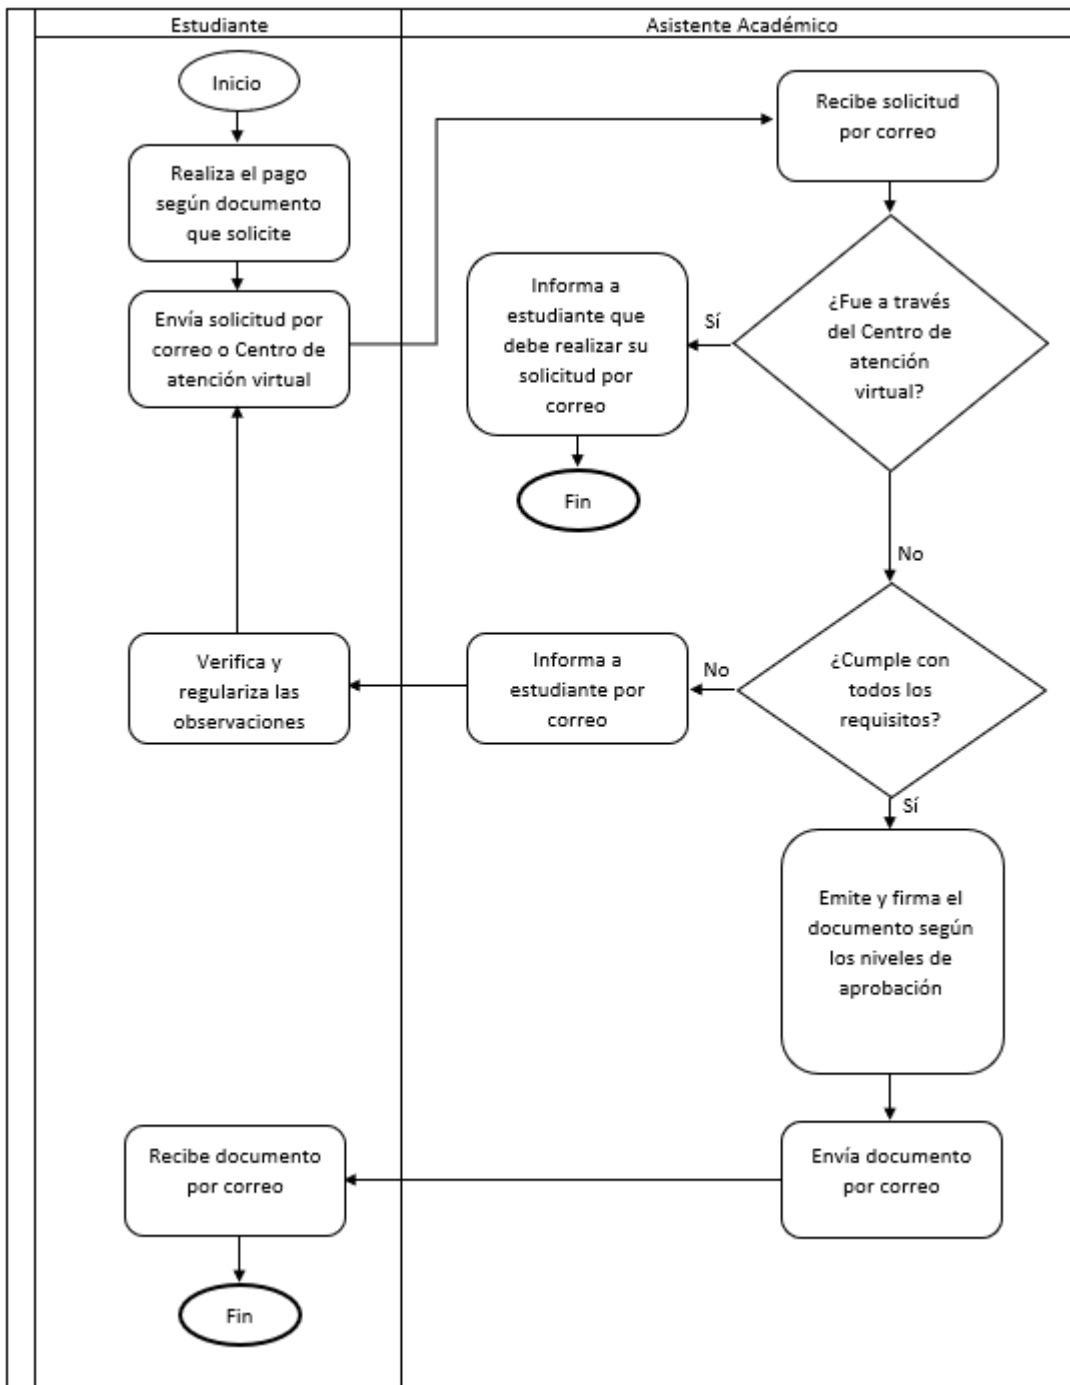 Estudiante
Asistente Académico
Inicio
Realiza el pago
según documento
que solicite
Envía solicitud por
correo o Centro de
atención virtual
Recibe solicitud
por correo
¿Fue a través
del Centro de
atención
virtual?
Sí
Informa a
estudiante que
debe realizar su
solicitud por
correo
Fin
No
¿Cumple con
todos los
requisitos?
No
Informa a
estudiante por
correo
Verifica y
regulariza las
observaciones
Sí
Emite y firma el
documento según
los niveles de
aprobación
Envía documento
por correo
Recibe documento
por correo
Fin